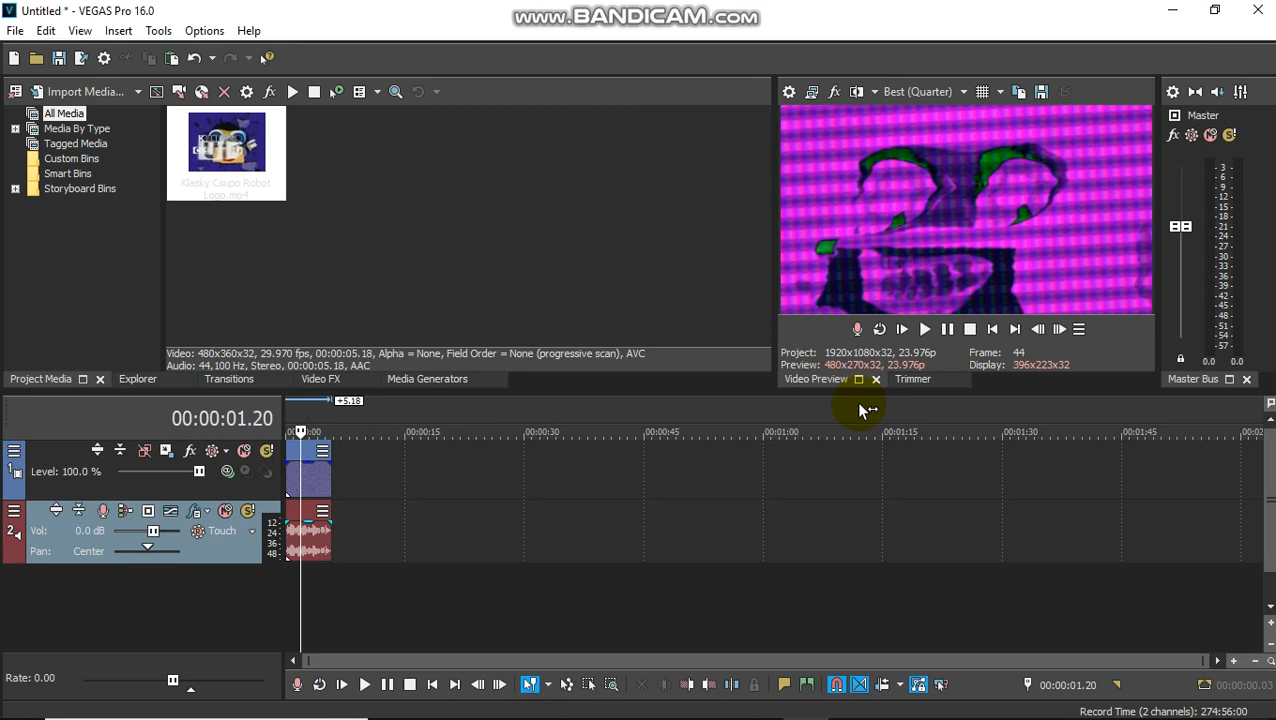 Untitled * - VEGAS Pro 16.0
www.BANDICAM.com
File Edit View Insert Tools Options Help
Import Media...
Best (Quarter)
All Media
Media By Type
Tagged Media
Custom Bins
Smart Bins
Storyboard Bins
Klasky Csupo Robot
Logo.mp4
Master
-3
-6
-9
-12
-15
-18
-21
-24
-27
-30
-33
-36
-39
-42
-45
-48
-51
-54
-57
0.0 0.0
Video: 480x360x32, 29.970 fps, 00:00:05.18, Alpha = None, Field Order = None (progressive scan), AVC
Audio: 44,100 Hz, Stereo, 00:00:05.18, AAC
Project: 1920x1080x32, 23.976p Frame: 44
Preview: 480x270x32, 23.976p Display: 396x223x32
Project Media Explorer Transitions Video FX Media Generators
Video Preview Trimmer
Master Bus
00:00:01.20
+5.18
00:00:15 00:00:30 00:00:45 00:01:00 00:01:15 00:01:30 00:01:45
1
Level: 100.0 %
2
Vol: 0.0 dB Touch
Pan: Center
12
24
36
48
Rate: 0.00
00:00:01.20
00:00:00.03
Record Time (2 channels): 274:56:00